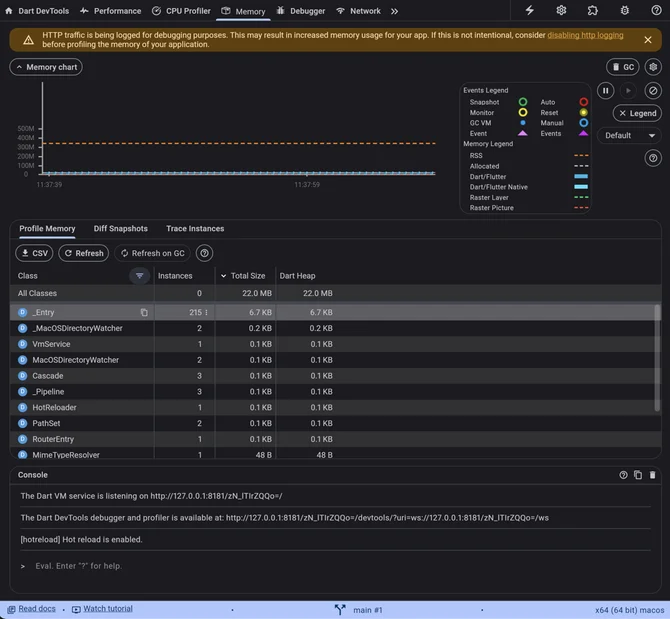 Dart DevTools Performance CPU Profiler Memory Debugger Network
HTTP traffic is being logged for debugging purposes. This may result in increased memory usage for your app. If this is not intentional, consider disabling http logging
before profiling the memory of your application.
Memory chart GC
Events Legend
Snapshot Auto
Monitor Reset
GC VM Manual
Event Events
Memory Legend
RSS
Allocated
Dart/Flutter
Dart/Flutter Native
Raster Layer
Raster Picture
Legend
Default
500M
400M
300M
200M
100M
0
11:37:39 11:37:59
Profile Memory Diff Snapshots Trace Instances
CSV Refresh Refresh on GC
Class Instances Total Size Dart Heap
All Classes 0 22.0 MB 22.0 MB
_Entry 215 6.7 KB 6.7 KB
_MacOSDirectoryWatcher 2 0.2 KB 0.2 KB
VmService 1 0.1 KB 0.1 KB
MacOSDirectoryWatcher 2 0.1 KB 0.1 KB
Cascade 3 0.1 KB 0.1 KB
_Pipeline 3 0.1 KB 0.1 KB
HotReloader 1 0.1 KB 0.1 KB
PathSet 2 0.1 KB 0.1 KB
RouterEntry 1 0.1 KB 0.1 KB
MimeTypeResolver 1 48 B 48 B
Console
The Dart VM service is listening on http://127.0.0.1:8181/zN_lTIrZQQo=/
The Dart DevTools debugger and profiler is available at: http://127.0.0.1:8181/zN_lTIrZQQo=/devtools/?uri=ws://127.0.0.1:8181/zN_lTIrZQQo=/ws
[hotreload] Hot reload is enabled.
> Eval. Enter "?" for help.
Read docs • Watch tutorial • main #1 • x64 (64 bit) macos